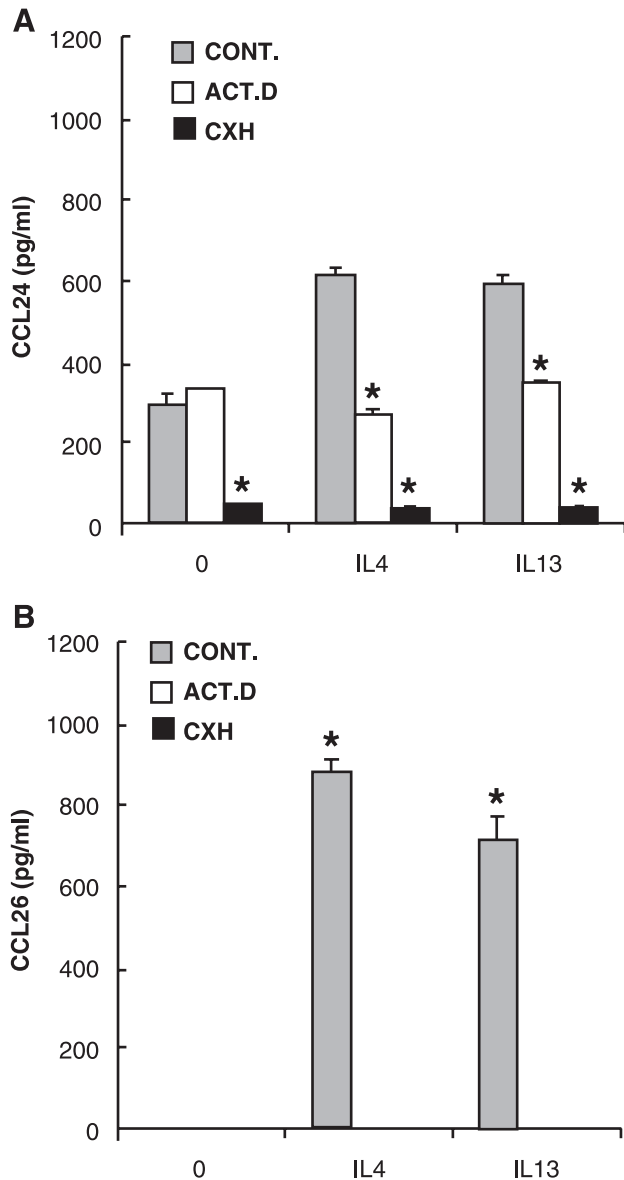 A
1200
1000
800
600
400
200
0
CCL24 (pg/ml)
CONT.
ACT.D
CXH
*
*
*
*
*
0 IL4 IL13
B
1200
1000
800
600
400
200
0
CCL26 (pg/ml)
CONT.
ACT.D
CXH
*
*
0 IL4 IL13